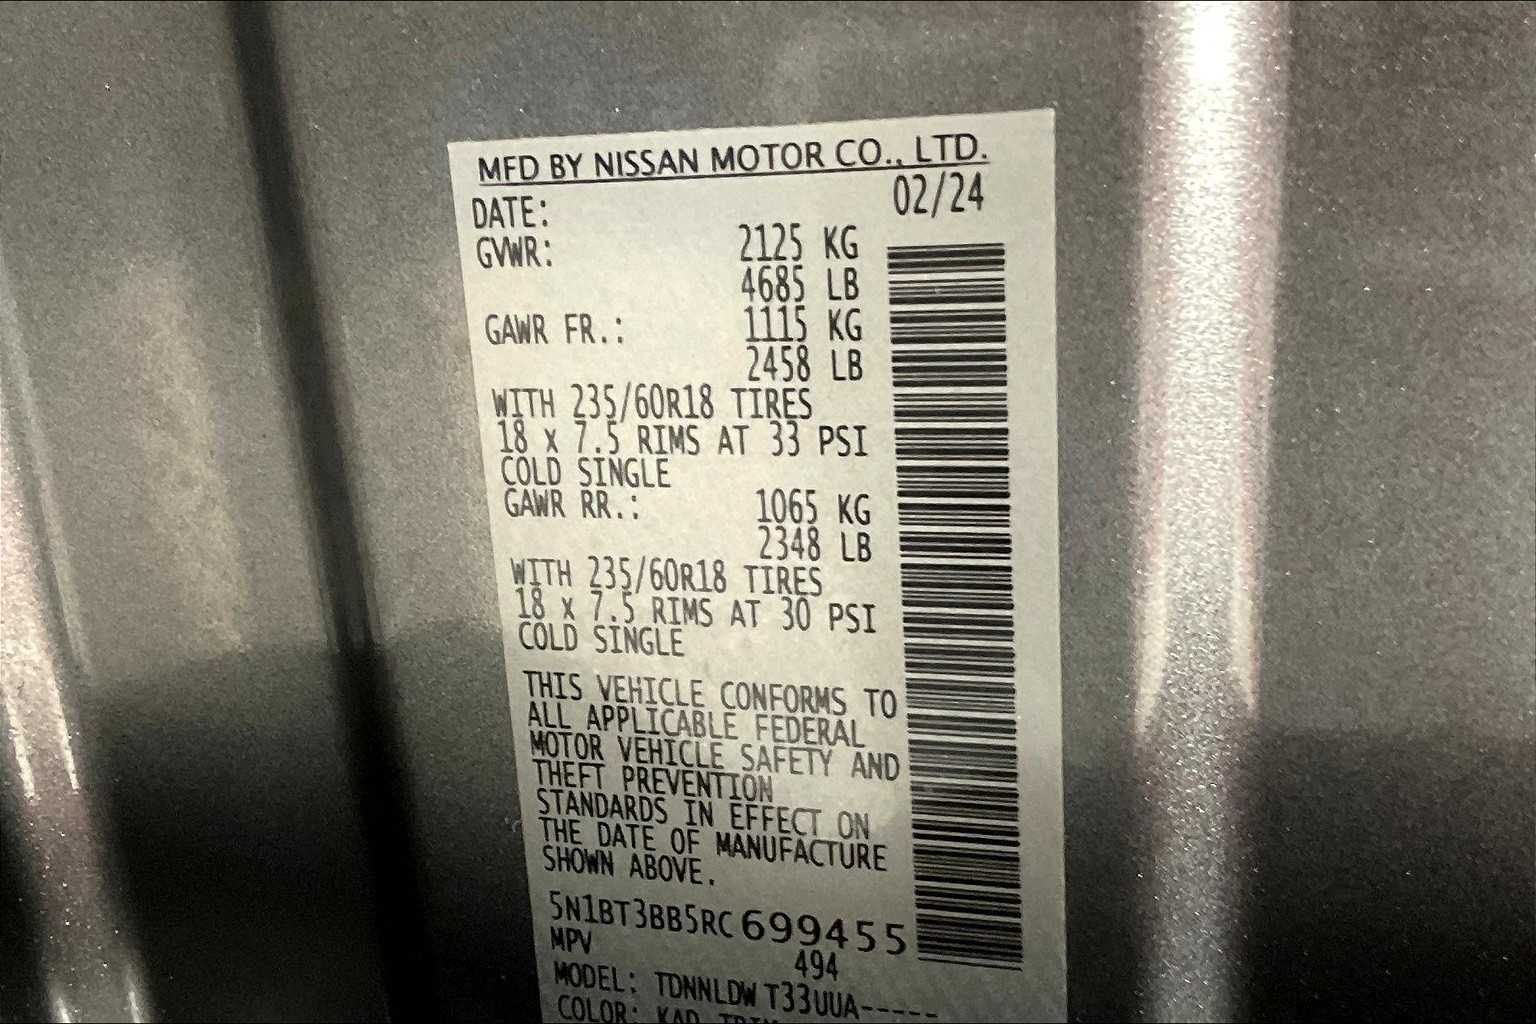 MFD BY NISSAN MOTOR CO., LTD.
DATE: 02/24
GVWR: 2125 KG
4685 LB
GAWR FR.: 1115 KG
2458 LB
WITH 235/60R18 TIRES
18 x 7.5 RIMS AT 33 PSI
COLD SINGLE
GAWR RR.: 1065 KG
2348 LB
WITH 235/60R18 TIRES
18 x 7.5 RIMS AT 30 PSI
COLD SINGLE
THIS VEHICLE CONFORMS TO
ALL APPLICABLE FEDERAL
MOTOR VEHICLE SAFETY AND
THEFT PREVENTION
STANDARDS IN EFFECT ON
THE DATE OF MANUFACTURE
SHOWN ABOVE.
5N1BT3BB5RC699455
MPV 494
MODEL: TDNNLDWT33UUA-----
COLOR: KAD